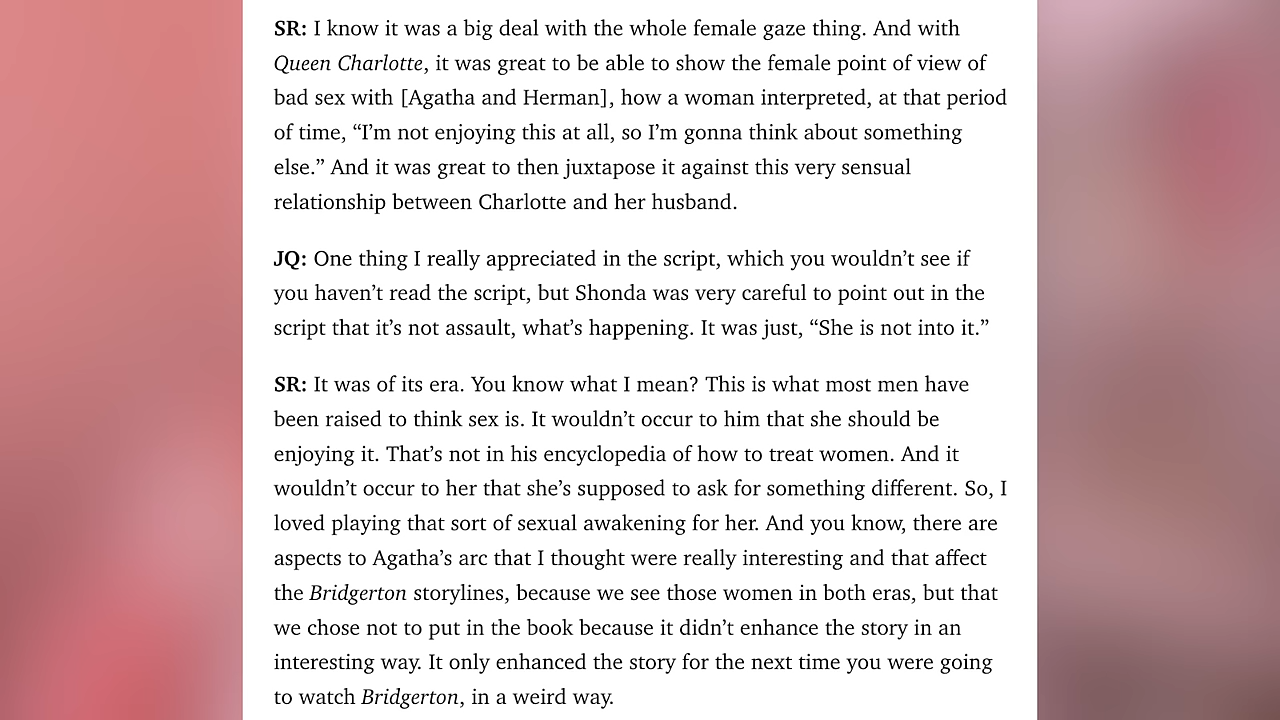 SR: I know it was a big deal with the whole female gaze thing. And with
Queen Charlotte, it was great to be able to show the female point of view of
bad sex with [Agatha and Herman], how a woman interpreted, at that period
of time, “I’m not enjoying this at all, so I’m gonna think about something
else.” And it was great to then juxtapose it against this very sensual
relationship between Charlotte and her husband.
JQ: One thing I really appreciated in the script, which you wouldn’t see if
you haven’t read the script, but Shonda was very careful to point out in the
script that it’s not assault, what’s happening. It was just, “She is not into it.”
SR: It was of its era. You know what I mean? This is what most men have
been raised to think sex is. It wouldn’t occur to him that she should be
enjoying it. That’s not in his encyclopedia of how to treat women. And it
wouldn’t occur to her that she’s supposed to ask for something different. So, I
loved playing that sort of sexual awakening for her. And you know, there are
aspects to Agatha’s arc that I thought were really interesting and that affect
the Bridgerton storylines, because we see those women in both eras, but that
we chose not to put in the book because it didn’t enhance the story in an
interesting way. It only enhanced the story for the next time you were going
to watch Bridgerton, in a weird way.